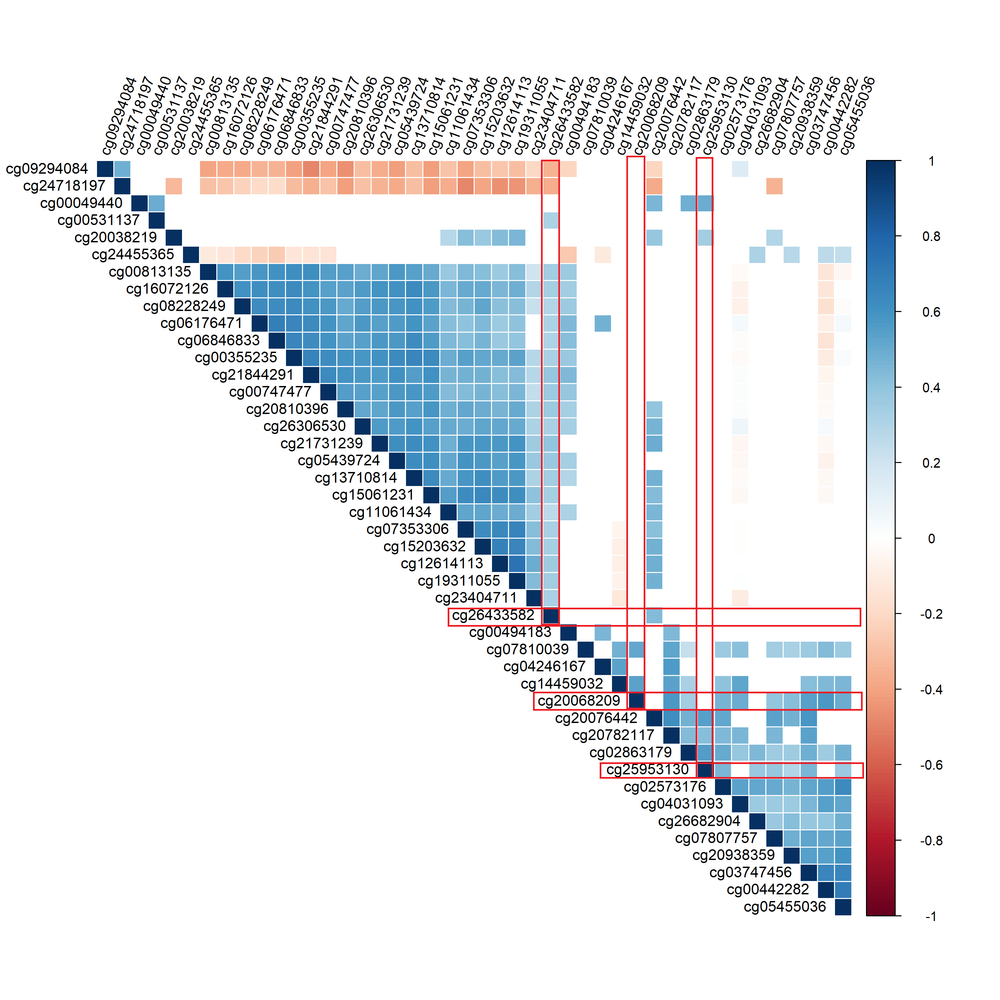 cg09294084
cg24718197
cg00049440
cg00531137
cg20038219
cg24455365
cg00813135
cg16072126
cg08228249
cg06176471
cg06846833
cg00355235
cg21844291
cg00747477
cg20810396
cg26306530
cg21731239
cg05439724
cg13710814
cg15061231
cg11061434
cg07353306
cg15203632
cg12614113
cg19311055
cg23404711
cg26433582
cg00494183
cg07810039
cg04246167
cg14459032
cg20068209
cg20076442
cg20782117
cg02863179
cg25953130
cg02573176
cg04031093
cg26682904
cg07807757
cg20938359
cg03747456
cg00442282
cg05455036
cg09294084
cg24718197
cg00049440
cg00531137
cg20038219
cg24455365
cg00813135
cg16072126
cg08228249
cg06176471
cg06846833
cg00355235
cg21844291
cg00747477
cg20810396
cg26306530
cg21731239
cg05439724
cg13710814
cg15061231
cg11061434
cg07353306
cg15203632
cg12614113
cg19311055
cg23404711
cg26433582
cg00494183
cg07810039
cg04246167
cg14459032
cg20068209
cg20076442
cg20782117
cg02863179
cg25953130
cg02573176
cg04031093
cg26682904
cg07807757
cg20938359
cg03747456
cg00442282
cg05455036
1
0.8
0.6
0.4
0.2
0
-0.2
-0.4
-0.6
-0.8
-1